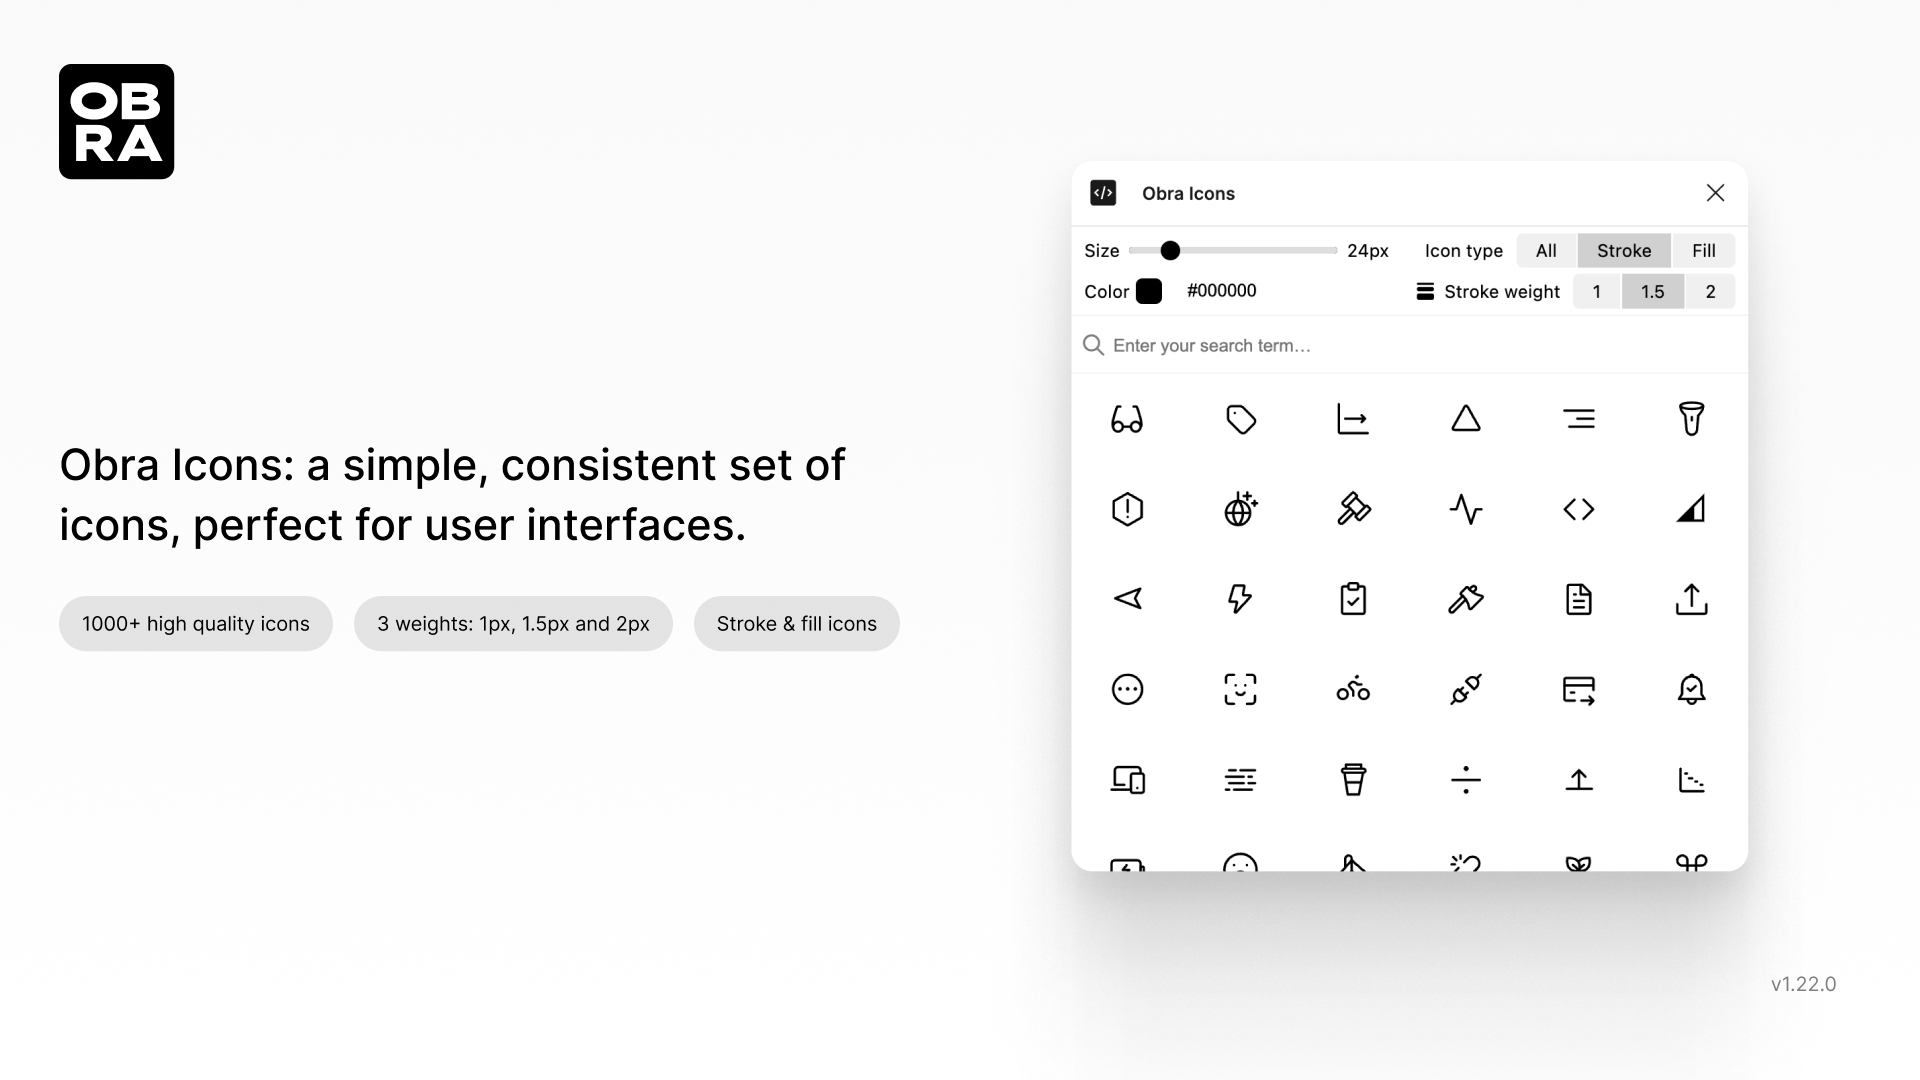 OB
RA
Obra Icons: a simple, consistent set of
icons, perfect for user interfaces.
1000+ high quality icons
3 weights: 1px, 1.5px and 2px
Stroke & fill icons
Obra Icons
Size
24px
Icon type
All
Stroke
Fill
Color
#000000
Stroke weight
1
1.5
2
Enter your search term...
v1.22.0